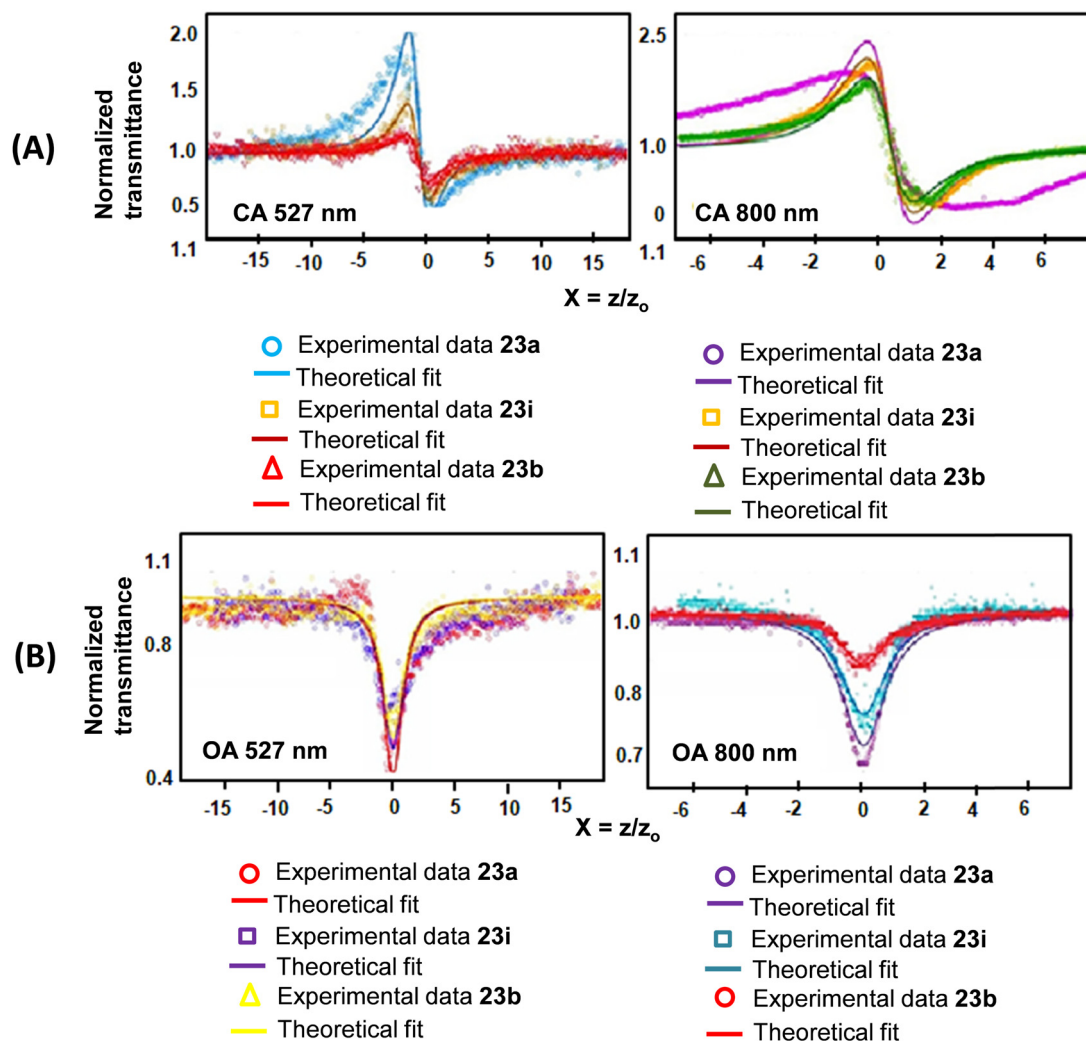 (A)
Normalized
transmittance
2.0
1.5
1.0
0.5
CA 527 nm
1.1
-15
-10
-5
0
5
10
15
2.5
1.0
0
CA 800 nm
1.1
-6
-4
-2
0
2
4
6
X = z/zo
Experimental data 23a
Theoretical fit
Experimental data 23i
Theoretical fit
Experimental data 23b
Theoretical fit
Experimental data 23a
Theoretical fit
Experimental data 23i
Theoretical fit
Experimental data 23b
Theoretical fit
(B)
Normalized
transmittance
1.1
0.8
0.4
OA 527 nm
-15
-10
-5
0
5
10
15
1.1
1.0
0.8
0.7
OA 800 nm
-6
-4
-2
0
2
4
6
X = z/zo
Experimental data 23a
Theoretical fit
Experimental data 23i
Theoretical fit
Experimental data 23b
Theoretical fit
Experimental data 23a
Theoretical fit
Experimental data 23i
Theoretical fit
Experimental data 23b
Theoretical fit